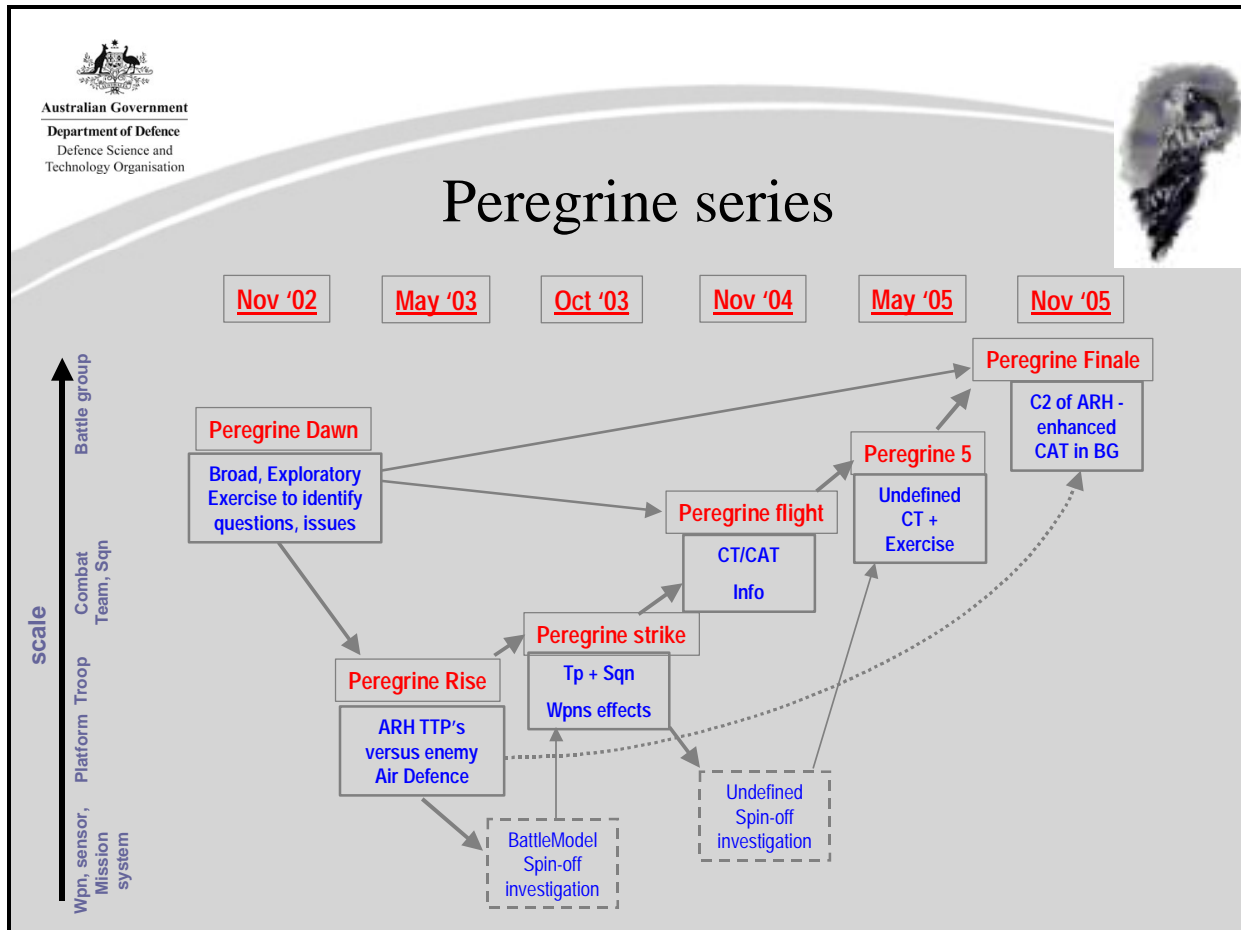 Australian Government
Department of Defence
Defence Science and
Technology Organisation
Peregrine series
Nov ‘02
May ‘03
Oct ‘03
Nov ‘04
May ‘05
Nov ‘05
scale
Battle group
Combat
Team, Sqn
Platform Troop
Wpn, sensor,
Mission
system
Peregrine Dawn
Broad, Exploratory
Exercise to identify
questions, issues
Peregrine Rise
ARH TTP's
versus enemy
Air Defence
BattleModel
Spin-off
investigation
Peregrine strike
Tp + Sqn
Wpns effects
Undefined
Spin-off
investigation
Peregrine flight
CT/CAT
Info
Peregrine 5
Undefined
CT +
Exercise
Peregrine Finale
C2 of ARH -
enhanced
CAT in BG